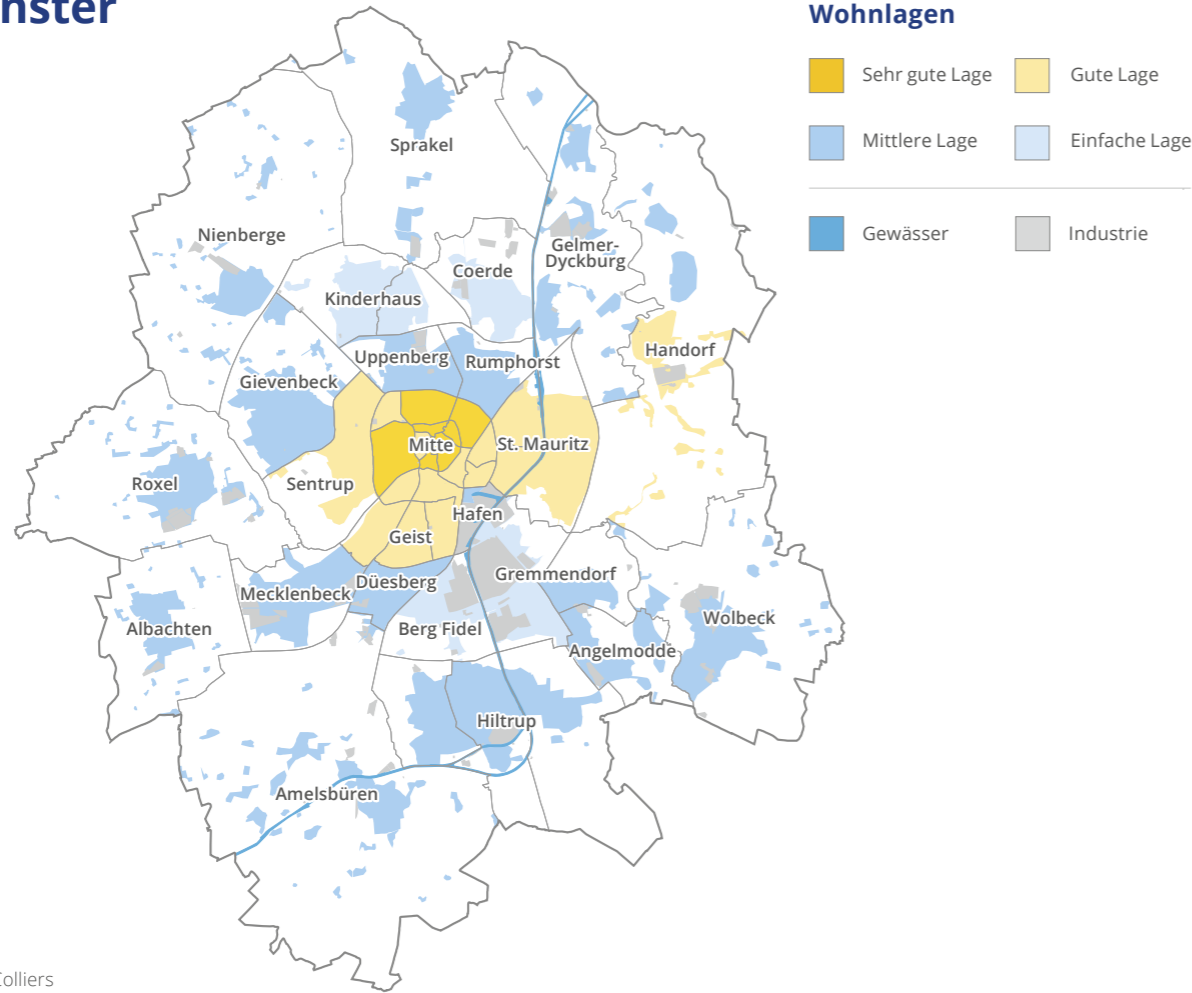 nster
Wohnlagen
Sehr gute Lage
Gute Lage
Mittlere Lage
Einfache Lage
Gewässer
Industrie
Sprakel
Nienberge
Gelmer-
Dyckburg
Coerde
Kinderhaus
Uppenberg
Rumphorst
Handorf
Gievenbeck
Mitte
St. Mauritz
Roxel
Sentrup
Hafen
Geist
Gremmendorf
Düesberg
Mecklenbeck
Albachten
Berg Fidel
Wolbeck
Angelmodde
Hiltrup
Amelsbüren
Colliers